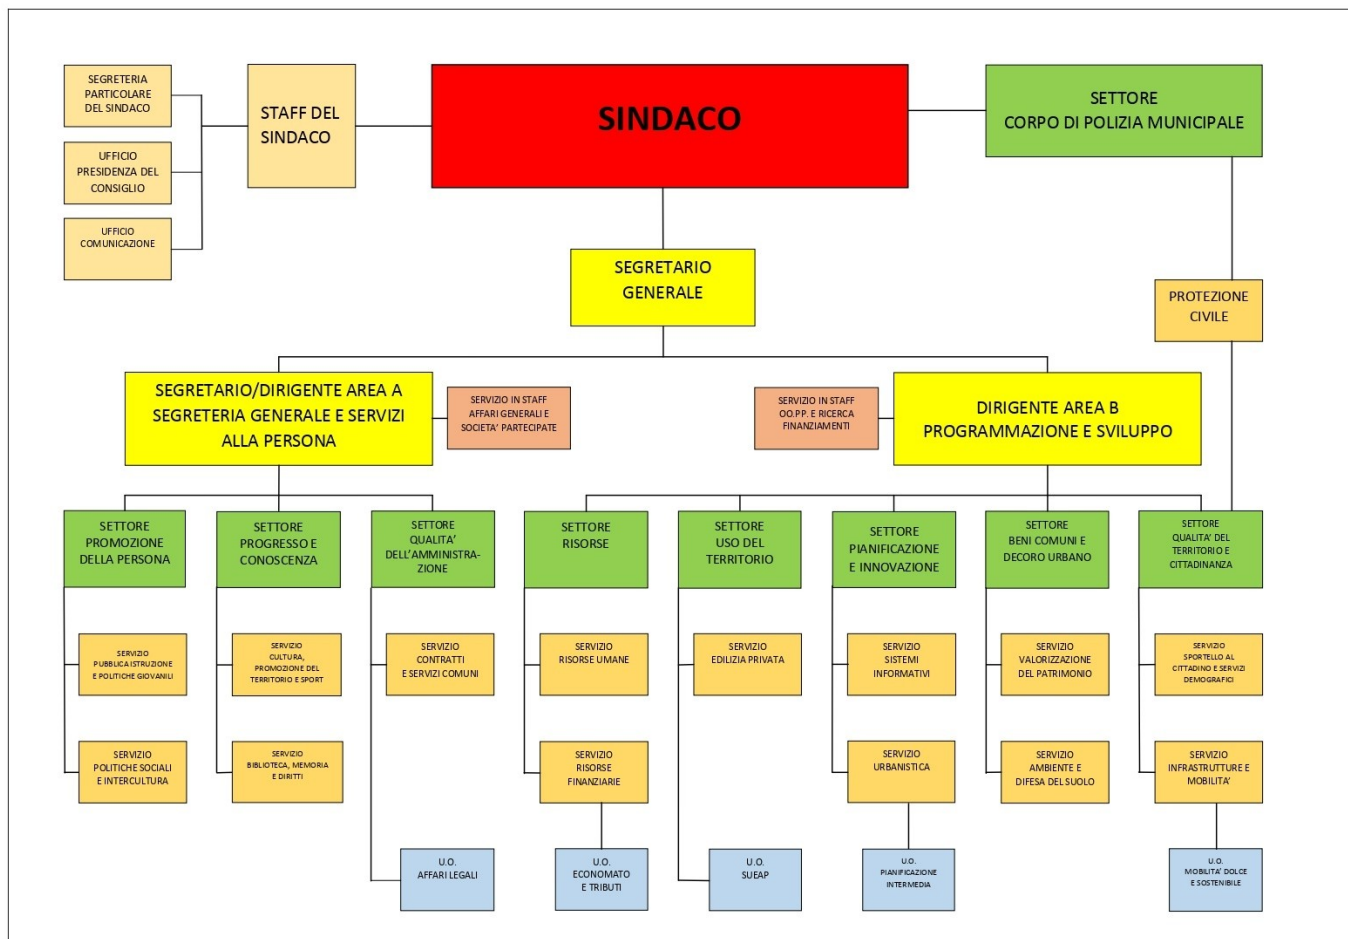 SEGRETERIA
PARTICOLARE
DEL SINDACO
UFFICIO
PRESIDENZA DEL
CONSIGLIO
UFFICIO
COMUNICAZIONE
STAFF DEL
SINDACO
SINDACO
SETTORE
CORPO DI POLIZIA MUNICIPALE
SEGRETARIO
GENERALE
PROTEZIONE
CIVILE
SEGRETARIO/DIRIGENTE AREA A
SEGRETERIA GENERALE E SERVIZI
ALLA PERSONA
SERVIZIO IN STAFF
AFFARI GENERALI E
SOCIETA' PARTECIPATE
SERVIZIO IN STAFF
OO.PP. E RICERCA
FINANZIAMENTI
DIRIGENTE AREA B
PROGRAMMAZIONE E SVILUPPO
SETTORE
PROMOZIONE
DELLA PERSONA
SETTORE
PROGRESSO E
CONOSCENZA
SETTORE
QUALITA'
DELL'AMMINISTRA-
ZIONE
SETTORE
RISORSE
SETTORE
USO DEL
TERRITORIO
SETTORE
PIANIFICAZIONE
E INNOVAZIONE
SETTORE
BENI COMUNI E
DECORO URBANO
SETTORE
QUALITA' DEL
TERRITORIO E
CITTADINANZA
SERVIZIO
PUBBLICA ISTRUZIONE
E POLITICHE GIOVANILI
SERVIZIO
CULTURA,
PROMOZIONE DEL
TERRITORIO E SPORT
SERVIZIO
CONTRATTI
E SERVIZI COMUNI
SERVIZIO
RISORSE UMANE
SERVIZIO
EDILIZIA PRIVATA
SERVIZIO
SISTEMI
INFORMATIVI
SERVIZIO
VALORIZZAZIONE
DEL PATRIMONIO
SERVIZIO
SPORTELLO AL
CITTADINO E SERVIZI
DEMOGRAFICI
SERVIZIO
POLITICHE SOCIALI
E INTERCULTURA
SERVIZIO
BIBLIOTECA, MEMORIA
E DIRITTI
SERVIZIO
RISORSE
FINANZIARIE
SERVIZIO
URBANISTICA
SERVIZIO
AMBIENTE E
DIFESA DEL SUOLO
SERVIZIO
INFRASTRUTTURE E
MOBILITA'
U.O.
AFFARI LEGALI
U.O.
ECONOMATO
E TRIBUTI
U.O.
SUEAP
U.O.
PIANIFICAZIONE
INTERMEDIA
U.O.
MOBILITA' DOLCE
E SOSTENIBILE